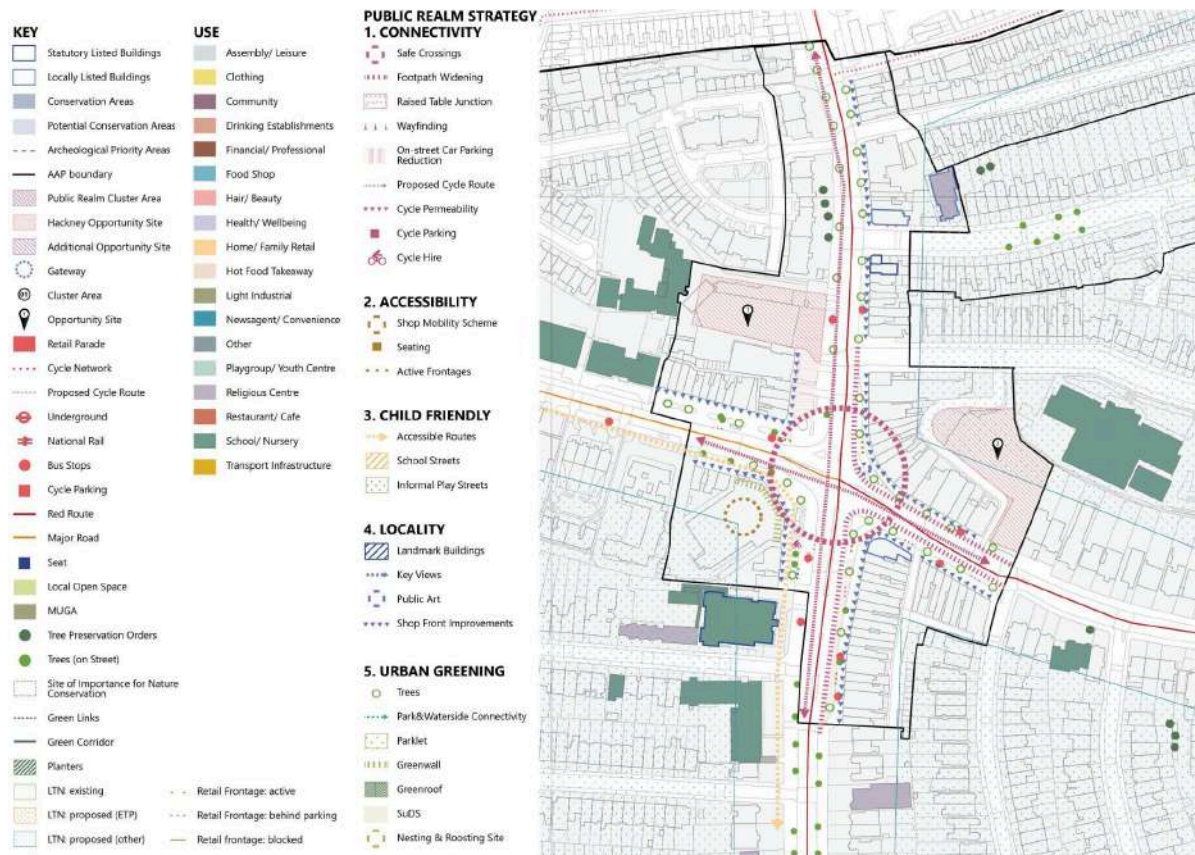 KEY
Statutory Listed Buildings
Locally Listed Buildings
Conservation Areas
Potential Conservation Areas
Archeological Priority Areas
AAP boundary
Public Realm Cluster Area
Hackney Opportunity Site
Additional Opportunity Site
Gateway
01
Cluster Area
Opportunity Site
Retail Parade
Cycle Network
Proposed Cycle Route
Underground
National Rail
Bus Stops
Cycle Parking
Red Route
Major Road
Seat
Local Open Space
MUGA
Tree Preservation Orders
Trees (on Street)
Site of Importance for Nature
Conservation
Green Links
Green Corridor
Planters
LTN: existing
LTN: proposed (ETP)
LTN: proposed (other)
Retail Frontage: active
Retail Frontage: behind parking
Retail frontage: blocked
USE
Assembly/ Leisure
Clothing
Community
Drinking Establishments
Financial/ Professional
Food Shop
Hair/ Beauty
Health/ Wellbeing
Home/ Family Retail
Hot Food Takeaway
Light Industrial
Newsagent/ Convenience
Other
Playgroup/ Youth Centre
Religious Centre
Restaurant/ Cafe
School/ Nursery
Transport Infrastructure
PUBLIC REALM STRATEGY
1. CONNECTIVITY
Safe Crossings
Footpath Widening
Raised Table Junction
Wayfinding
On-street Car Parking
Reduction
Proposed Cycle Route
Cycle Permeability
Cycle Parking
Cycle Hire
2. ACCESSIBILITY
Shop Mobility Scheme
Seating
Active Frontages
3. CHILD FRIENDLY
Accessible Routes
School Streets
Informal Play Streets
4. LOCALITY
Landmark Buildings
Key Views
Public Art
Shop Front Improvements
5. URBAN GREENING
Trees
Park&Waterside Connectivity
Parklet
Greenwall
Greenroof
SuDS
Nesting & Roosting Site